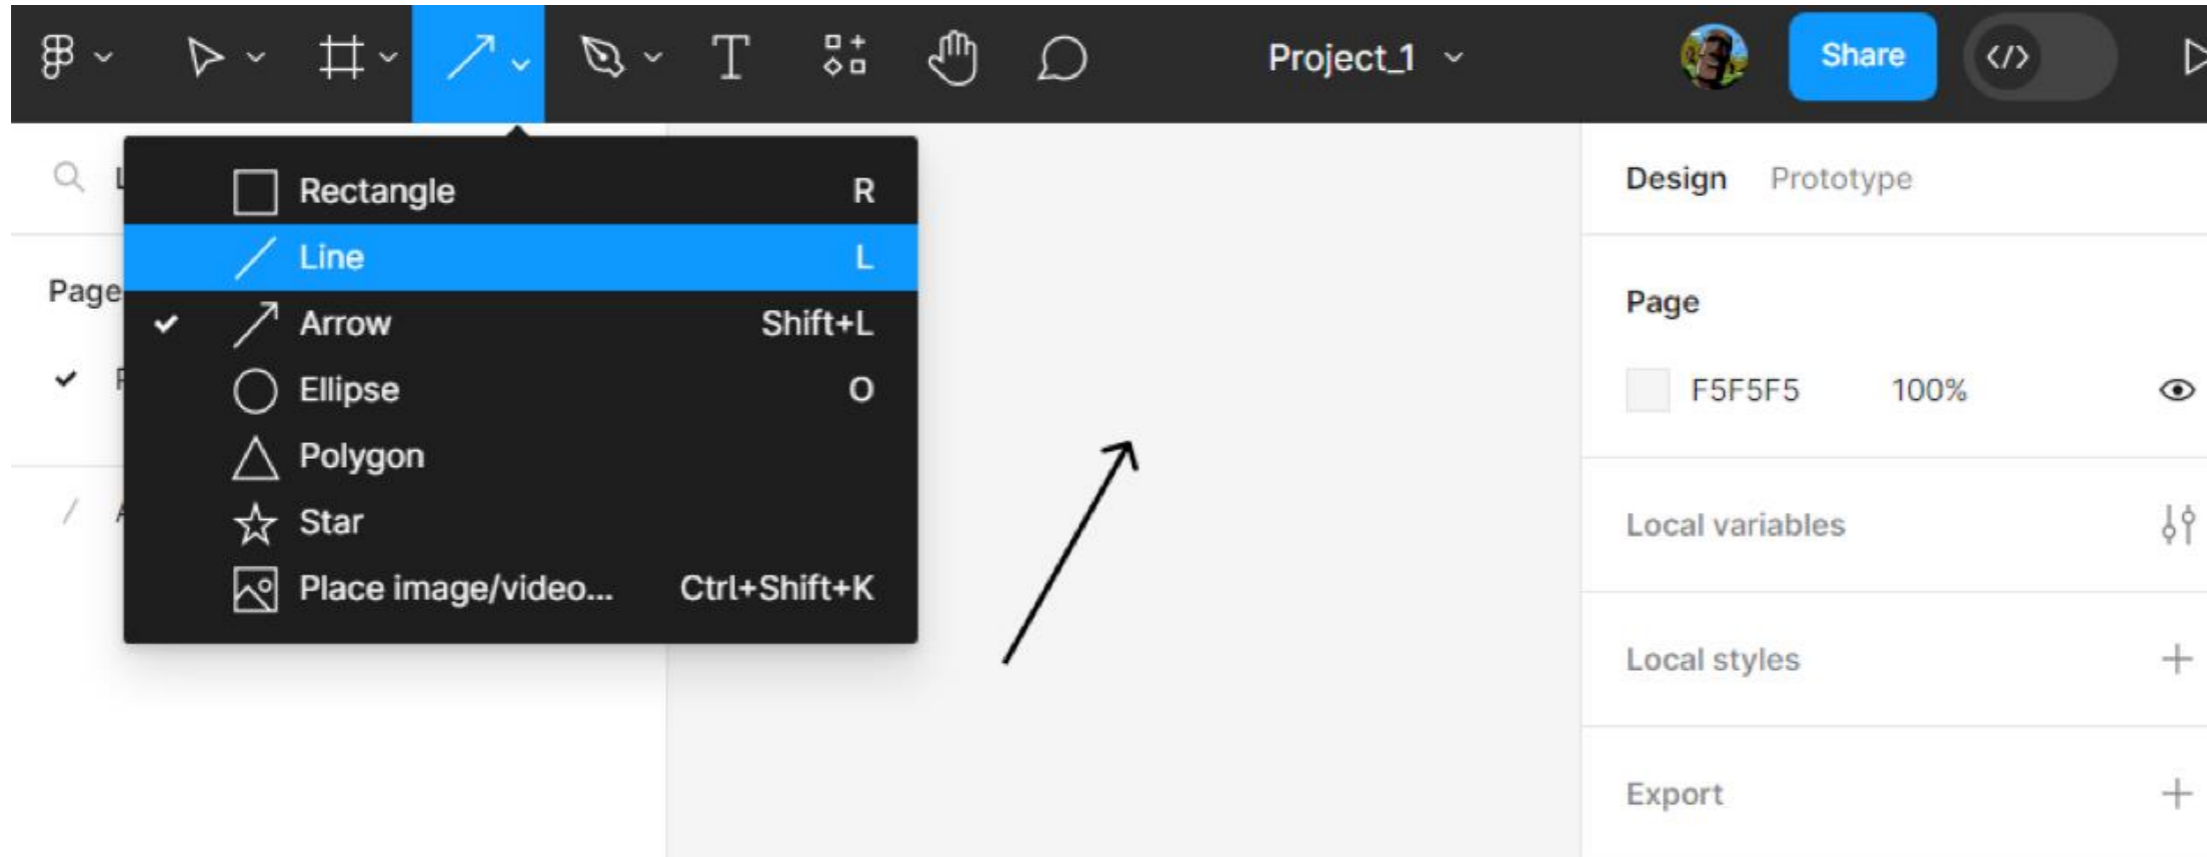 T Project_1 Share </>
Rectangle R
Line L
Arrow Shift+L
Ellipse O
Polygon
Star
Place image/video... Ctrl+Shift+K
Page
Design Prototype
Page
F5F5F5 100%
Local variables
Local styles
Export